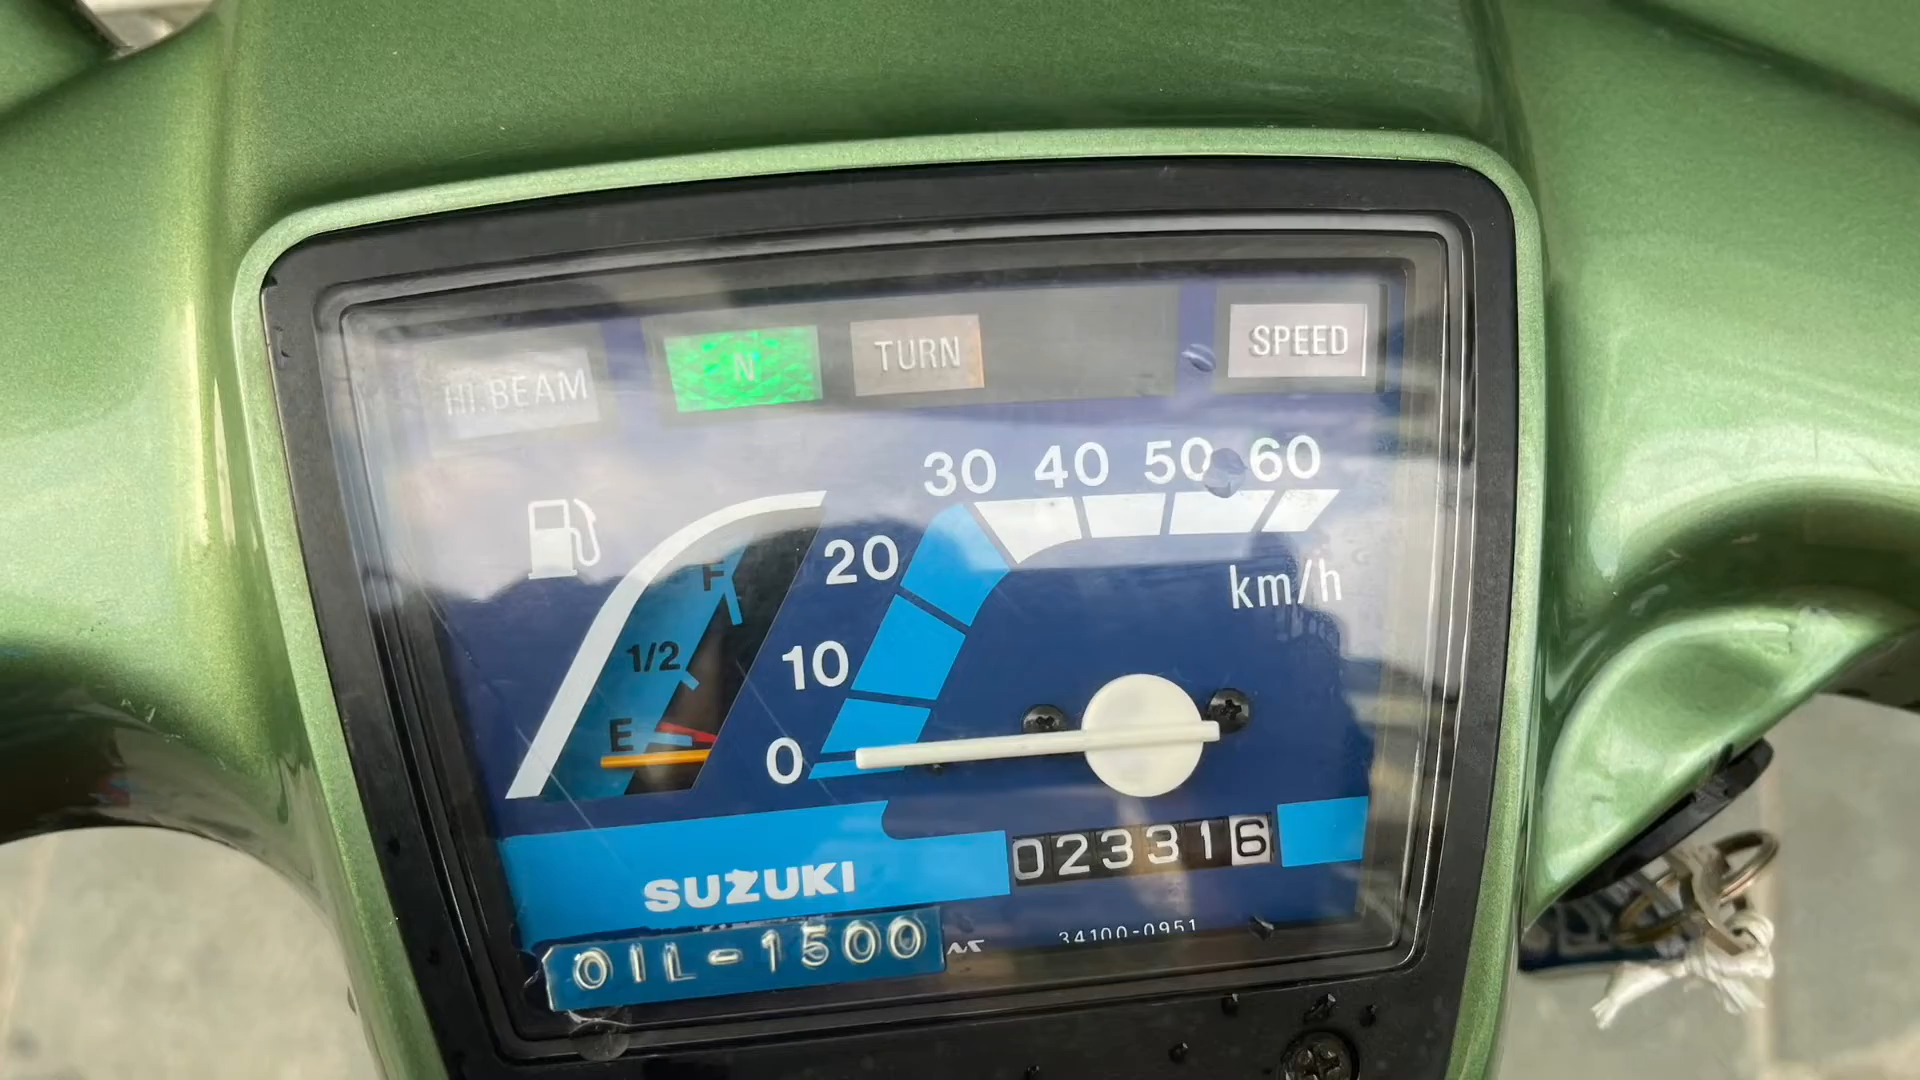 HI.BEAM N TURN SPEED
30 40 50 60
20
km/h
F
1/2
10
E
0
023316
SUZUKI
34100-0951
OIL-1500